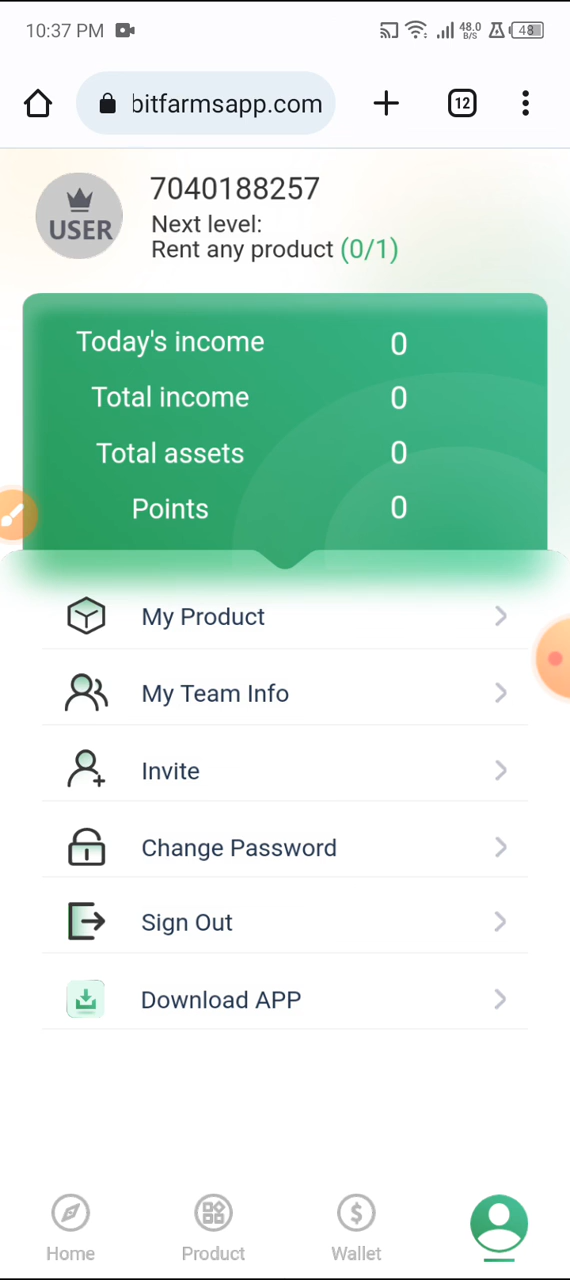 10:37 PM
48.0
B/S
48
bitfarmsapp.com
12
USER
7040188257
Next level:
Rent any product (0/1)
Today's income 0
Total income 0
Total assets 0
Points 0
My Product
My Team Info
Invite
Change Password
Sign Out
Download APP
Home
Product
Wallet